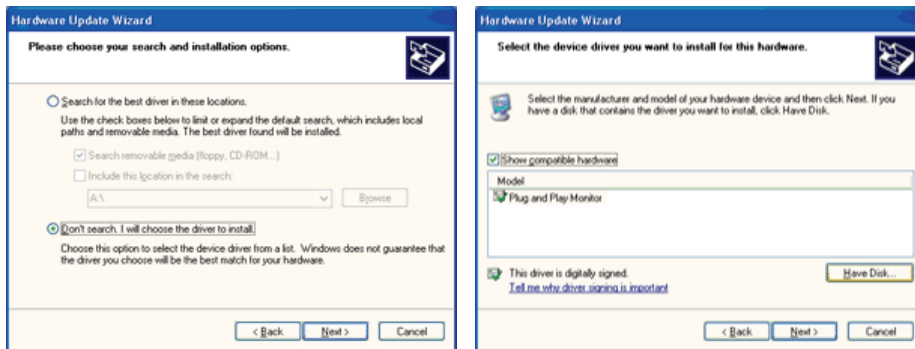 Hardware Update Wizard
Please choose your search and installation options.
Search for the best driver in these locations.
Use the check boxes below to limit or expand the default search, which includes local
paths and removable media. The best driver found will be installed.
Search removable media (floppy, CD-ROM...)
Include this location in the search:
A:\
Browse
Don't search. I will choose the driver to install.
Choose this option to select the device driver from a list. Windows does not guarantee that
the driver you choose will be the best match for your hardware.
< Back
Next >
Cancel
Hardware Update Wizard
Select the device driver you want to install for this hardware.
Select the manufacturer and model of your hardware device and then click Next. If you
have a disk that contains the driver you want to install, click Have Disk.
Show compatible hardware
Model
Plug and Play Monitor
This driver is digitally signed.
Tell me why driver signing is important
Have Disk...
< Back
Next >
Cancel